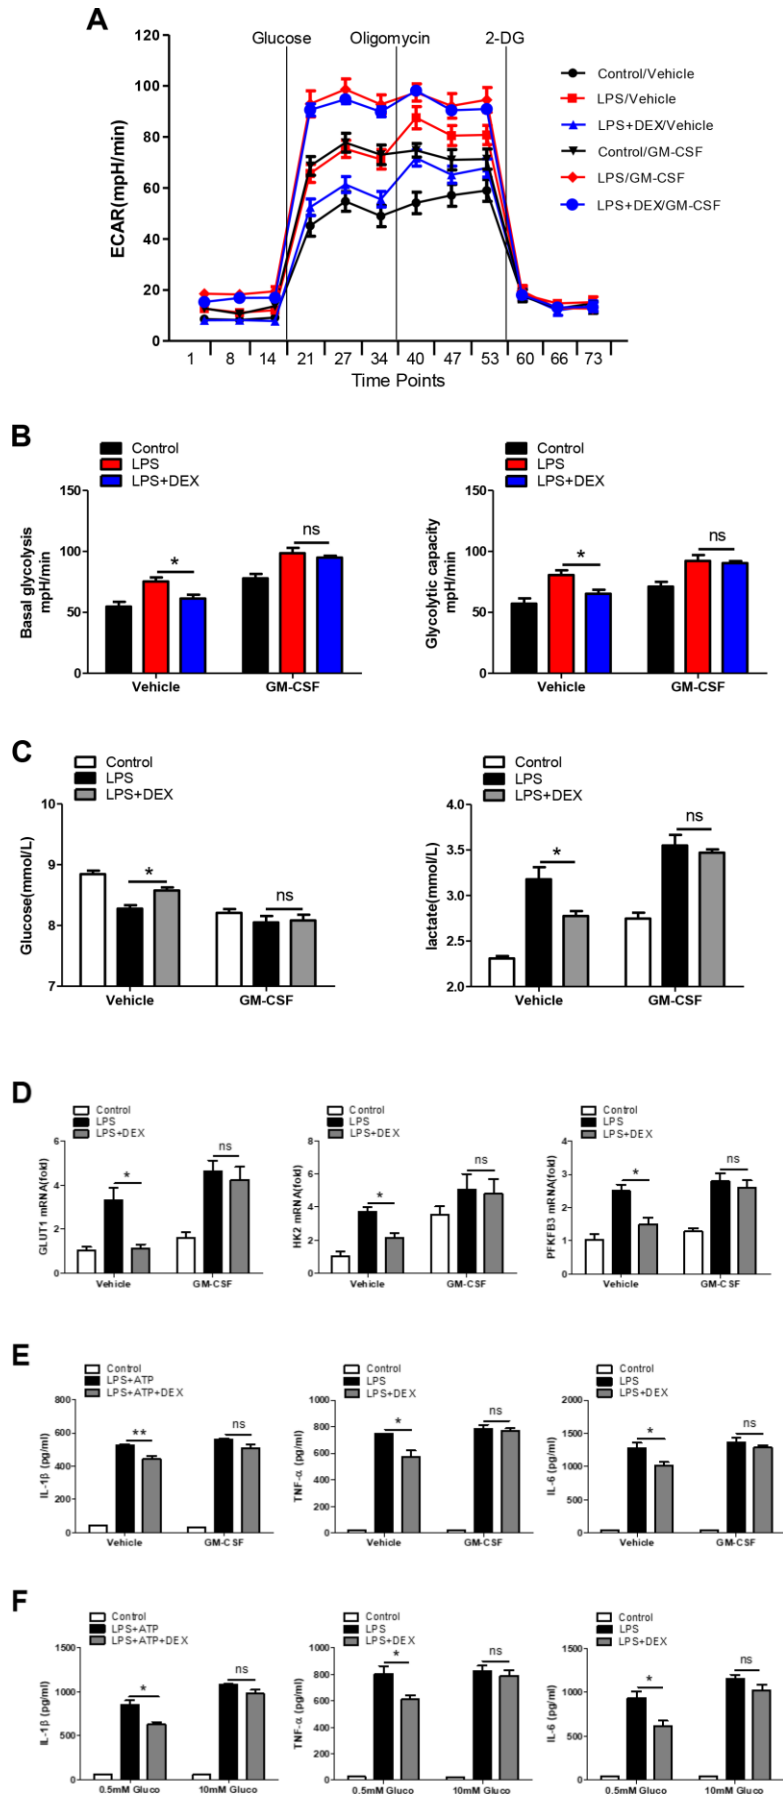 A
Glucose Oligomycin 2-DG
120
100
80
60
40
20
0
ECAR(mpH/min)
1 8 14 21 27 34 40 47 53 60 66 73
Time Points
Control/Vehicle
LPS/Vehicle
LPS+DEX/Vehicle
Control/GM-CSF
LPS/GM-CSF
LPS+DEX/GM-CSF
B
Control
LPS
LPS+DEX
150
100
50
0
Basal glycolysis
mpH/min
* ns
Vehicle GM-CSF
Control
LPS
LPS+DEX
150
100
50
0
Glycolytic capacity
mpH/min
* ns
Vehicle GM-CSF
C
Control
LPS
LPS+DEX
10
9
8
7
Glucose(mmol/L)
* ns
Vehicle GM-CSF
Control
LPS
LPS+DEX
4.0
3.5
3.0
2.5
2.0
lactate(mmol/L)
* ns
Vehicle GM-CSF
D
Control
LPS
LPS+DEX
6
4
2
0
GLUT1 mRNA(fold)
* ns
Vehicle GM-CSF
Control
LPS
LPS+DEX
8
6
4
2
0
HK2 mRNA(fold)
* ns
Vehicle GM-CSF
Control
LPS
LPS+DEX
4
3
2
1
0
PFKFB3 mRNA(fold)
* ns
Vehicle GM-CSF
E
Control
LPS+ATP
LPS+ATP+DEX
800
600
400
200
0
IL-1β (pg/ml)
** ns
Vehicle GM-CSF
Control
LPS
LPS+DEX
1000
800
600
400
200
0
TNF-α (pg/ml)
* ns
Vehicle GM-CSF
Control
LPS
LPS+DEX
2000
1500
1000
500
0
IL-6 (pg/ml)
* ns
Vehicle GM-CSF
F
Control
LPS+ATP
LPS+ATP+DEX
1500
1000
500
0
IL-1β (pg/ml)
* ns
0.5mM Gluco 10mM Gluco
Control
LPS
LPS+DEX
1000
800
600
400
200
0
TNF-α (pg/ml)
* ns
0.5mM Gluco 10mM Gluco
Control
LPS
LPS+DEX
1500
1000
500
0
IL-6 (pg/ml)
* ns
0.5mM Gluco 10mM Gluco